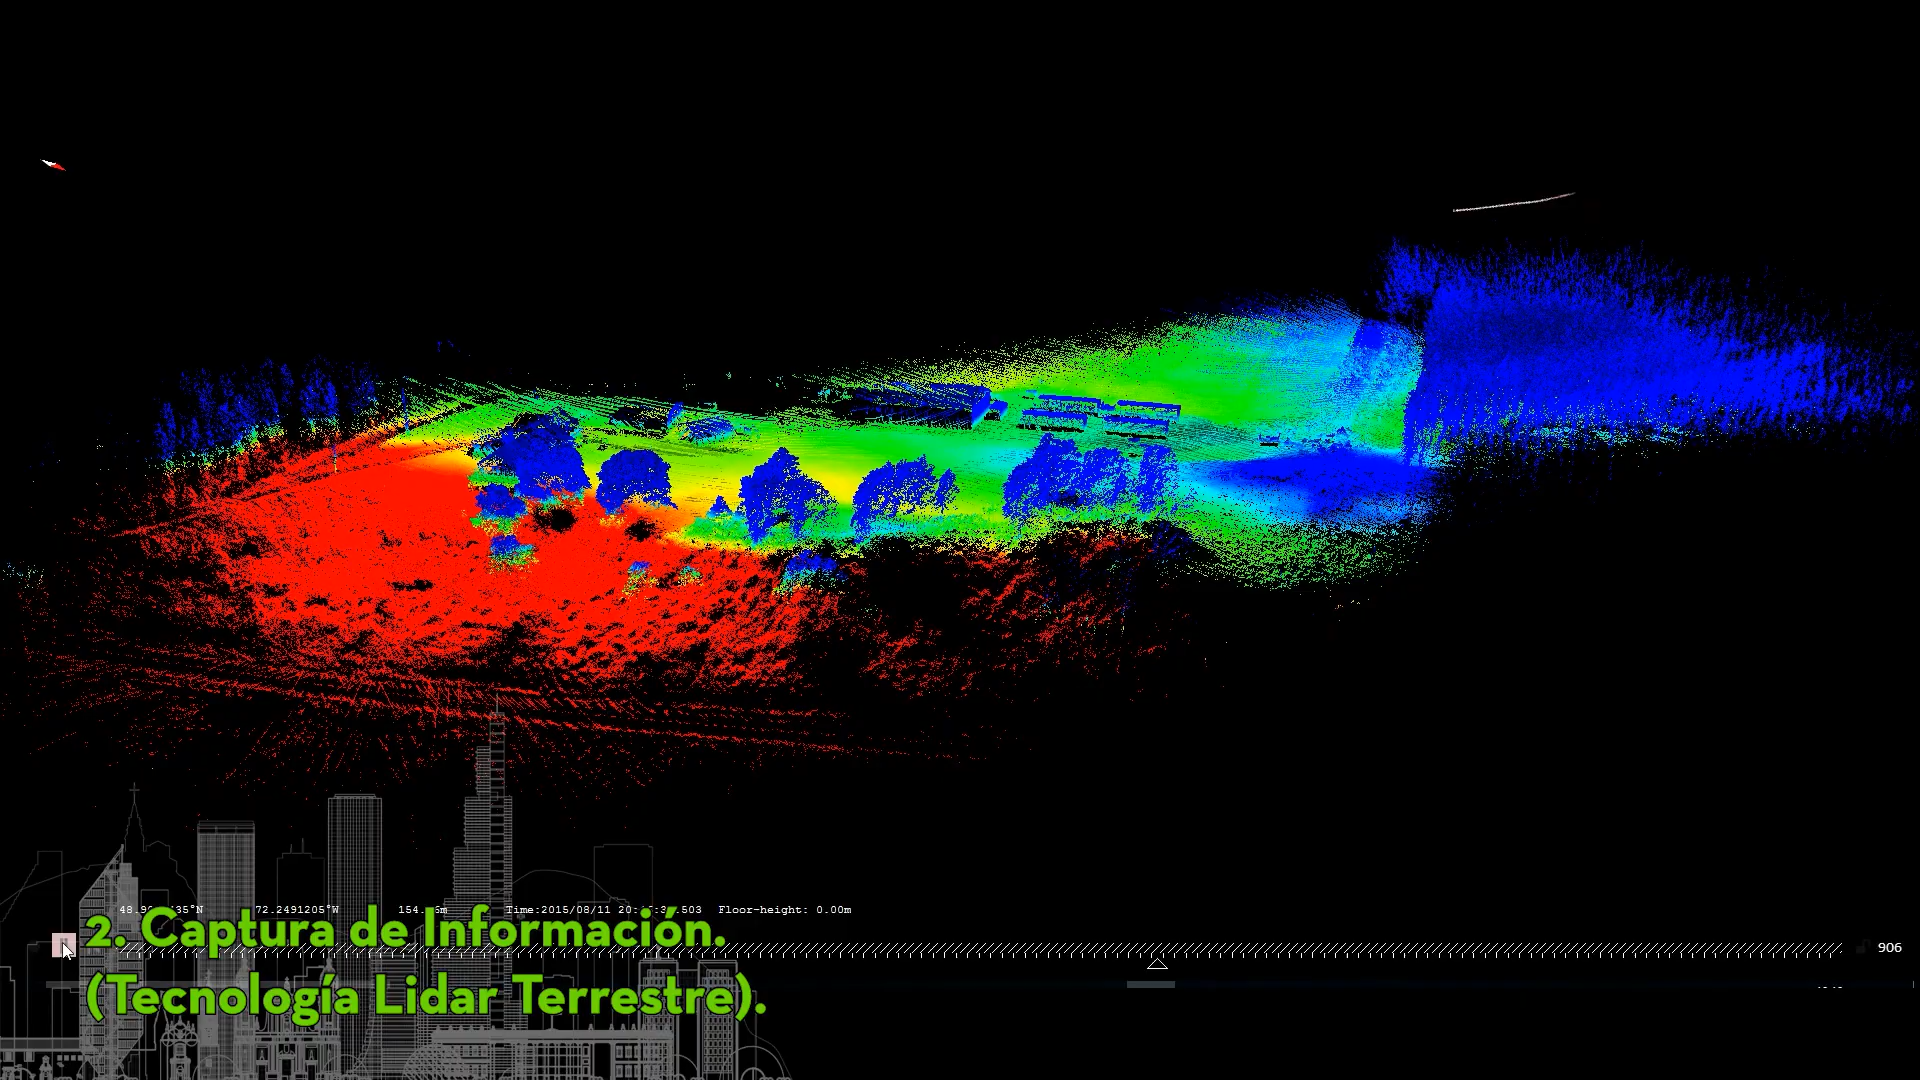 72.2491205°W Floor-height: 0.00m
2. Captura de Información.
906
(Tecnología Lidar Terrestre).